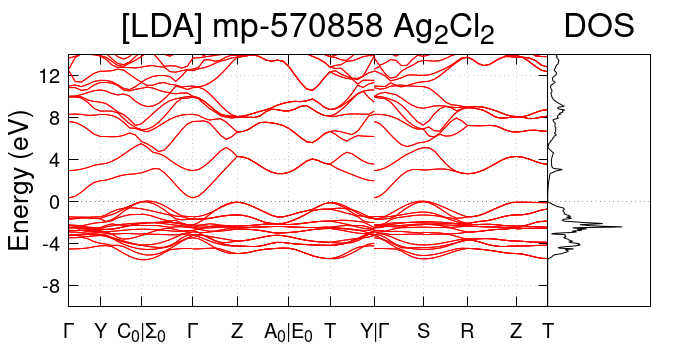 [LDA] mp-570858 Ag₂Cl₂ DOS
12
8
4
0
-4
-8
Energy (eV)
Γ Y C₀|Σ₀ Γ Z A₀|E₀ T Y|Γ S R Z T